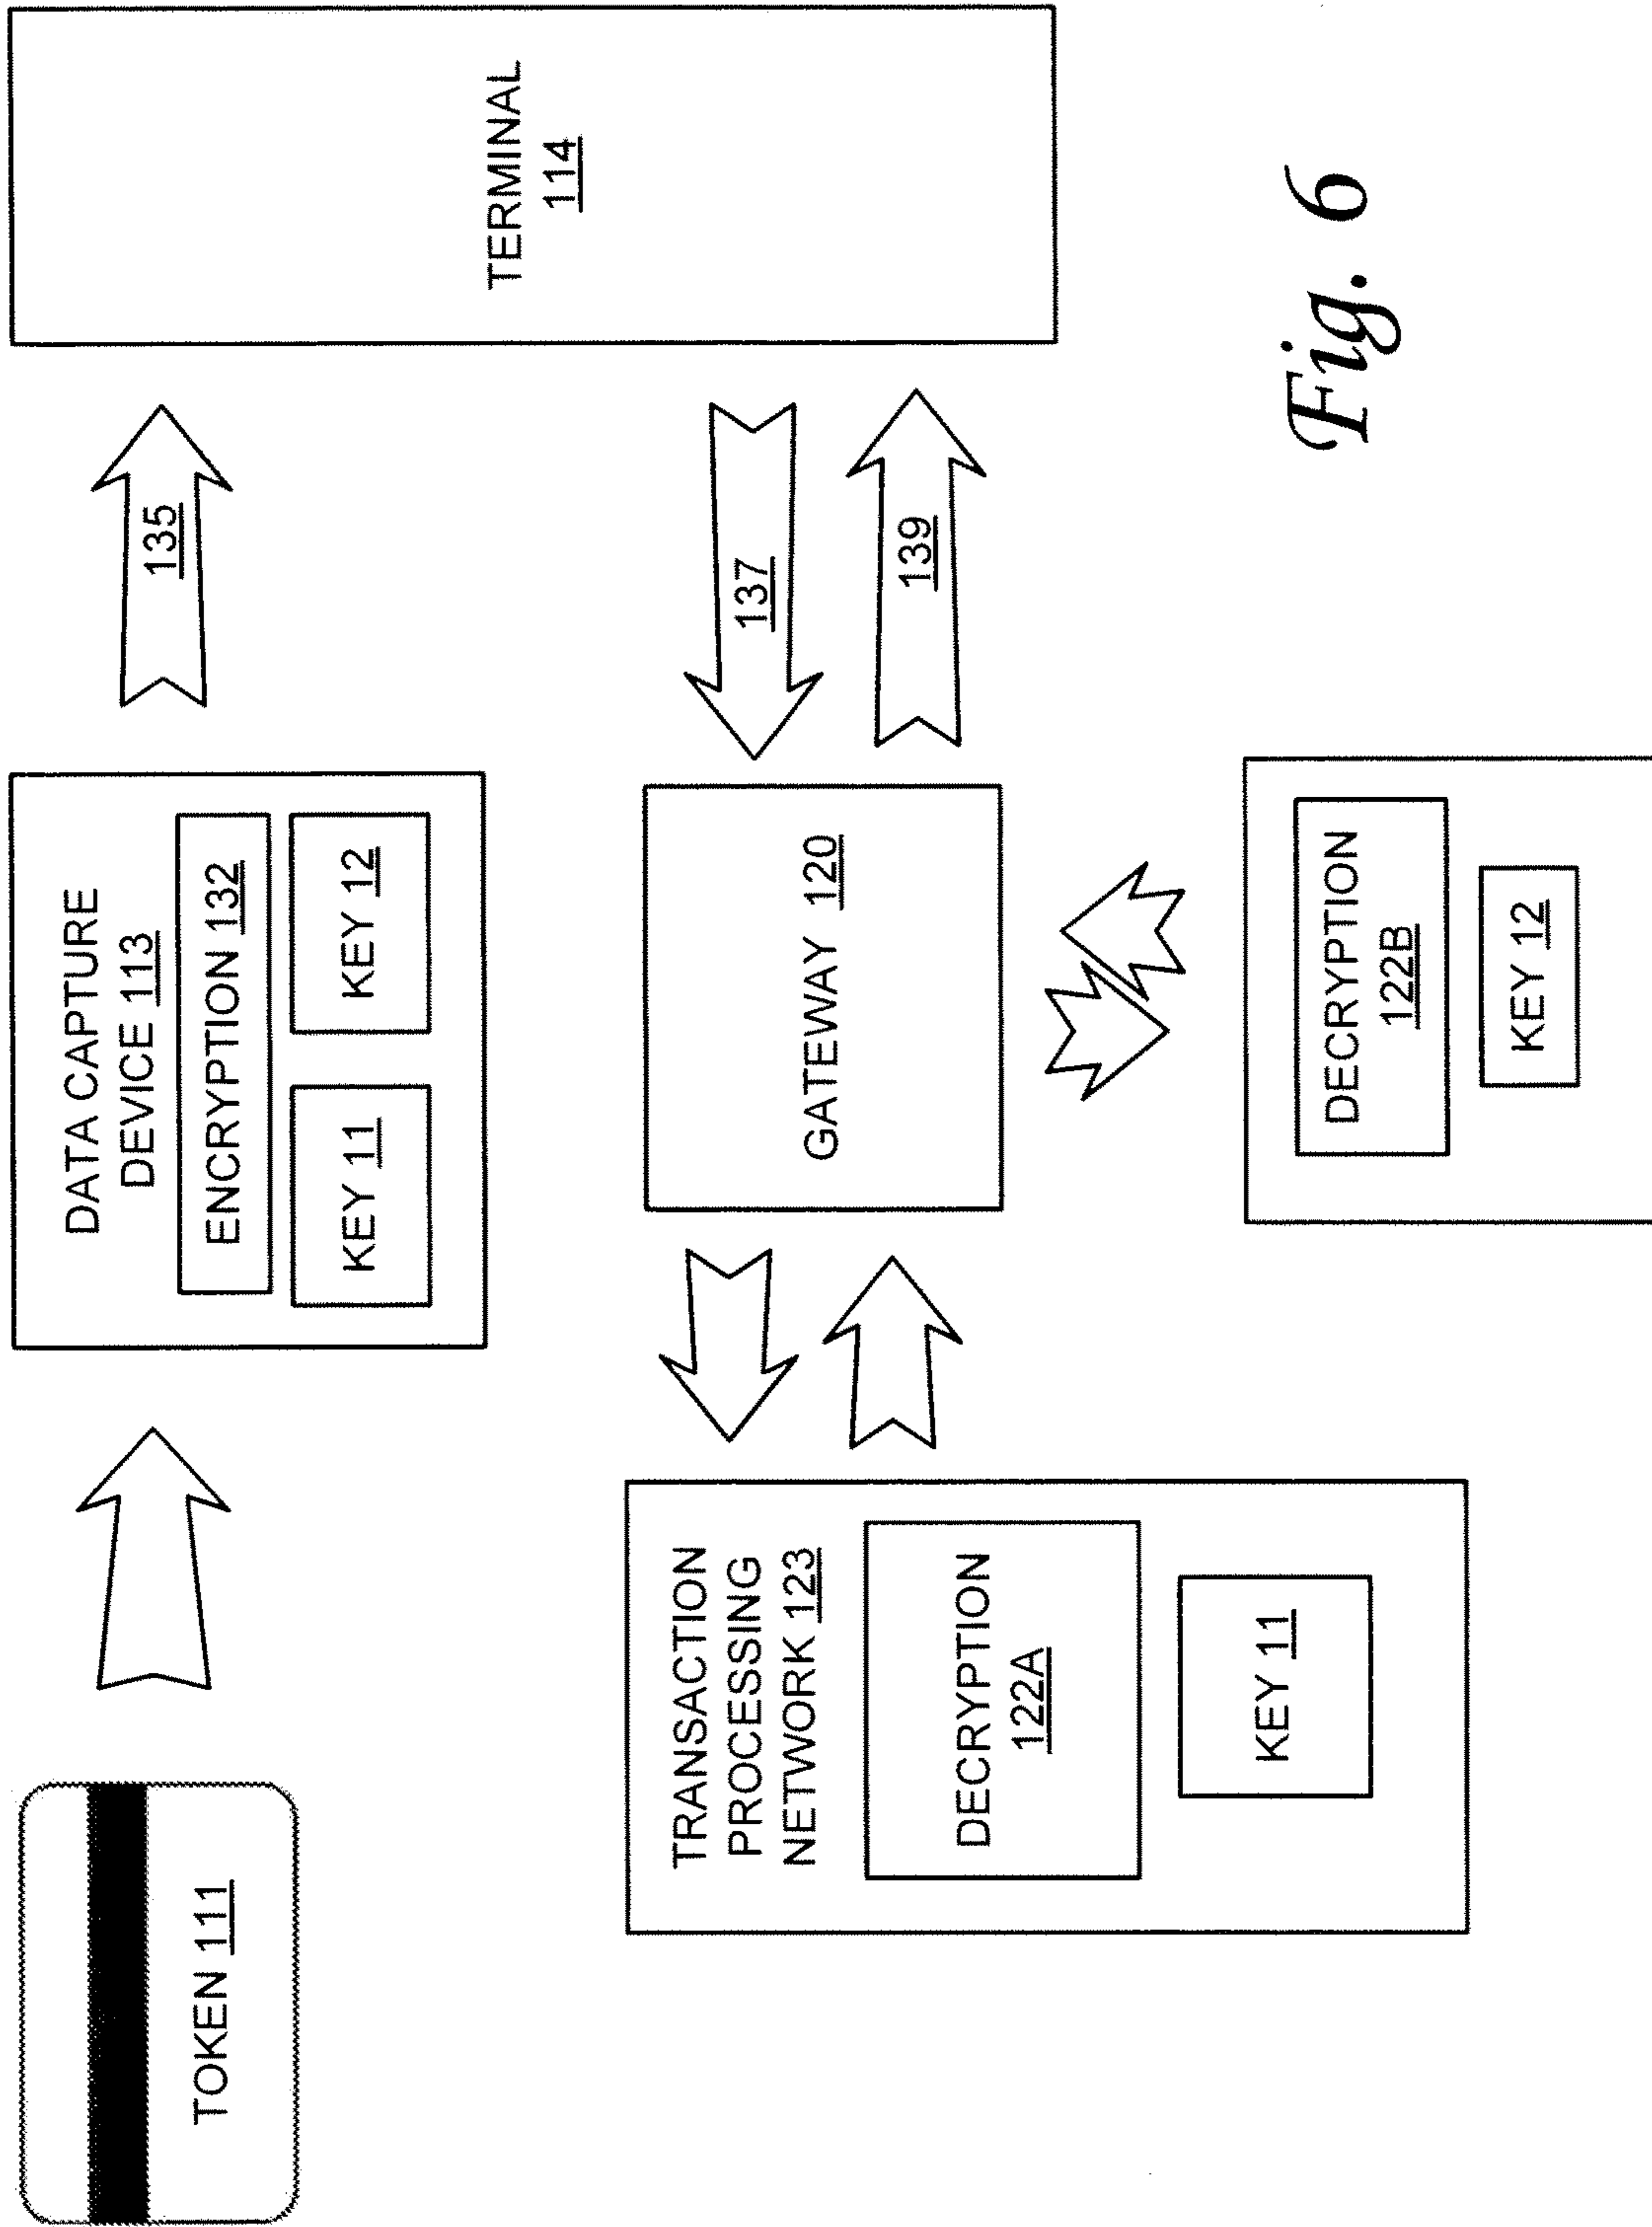 TOKEN 111
DATA CAPTURE
DEVICE 113
ENCRYPTION 132
KEY 11
KEY 12
135
TERMINAL
114
TRANSACTION
PROCESSING
NETWORK 123
DECRYPTION
122A
KEY 11
GATEWAY 120
137
139
DECRYPTION
122B
KEY 12
Fig. 6